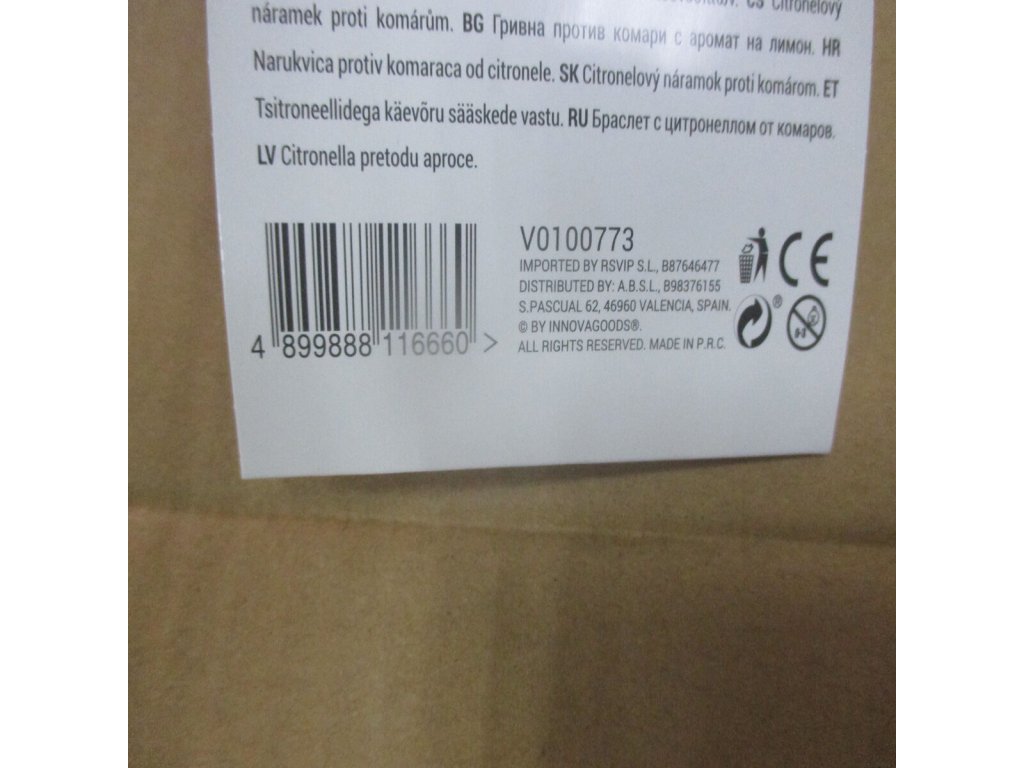 CS Citronelový
náramek proti komárům. BG Гривна против комари с аромат на лимон. HR
Narukvica protiv komaraca od citronele. SK Citronelový náramok proti komárom. ET
Tsitroneellidega käevõru sääskede vastu. RU Браслет с цитронеллом от комаров.
LV Citronella pretodu aproce.
V0100773
IMPORTED BY RSVIP S.L., B87646477
DISTRIBUTED BY: A.B.S.L., B98376155
S.PASCUAL 62, 46960 VALENCIA, SPAIN.
© BY INNOVAGOODS®.
ALL RIGHTS RESERVED. MADE IN P.R.C.
CE
®
4 899888 116660 >